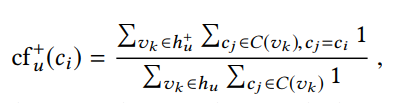 cf_u^+(c_i) = \frac{\sum_{v_k \in h_u^+} \sum_{c_j \in C(v_k), c_j = c_i} 1}{\sum_{v_k \in h_u} \sum_{c_j \in C(v_k)} 1} ,